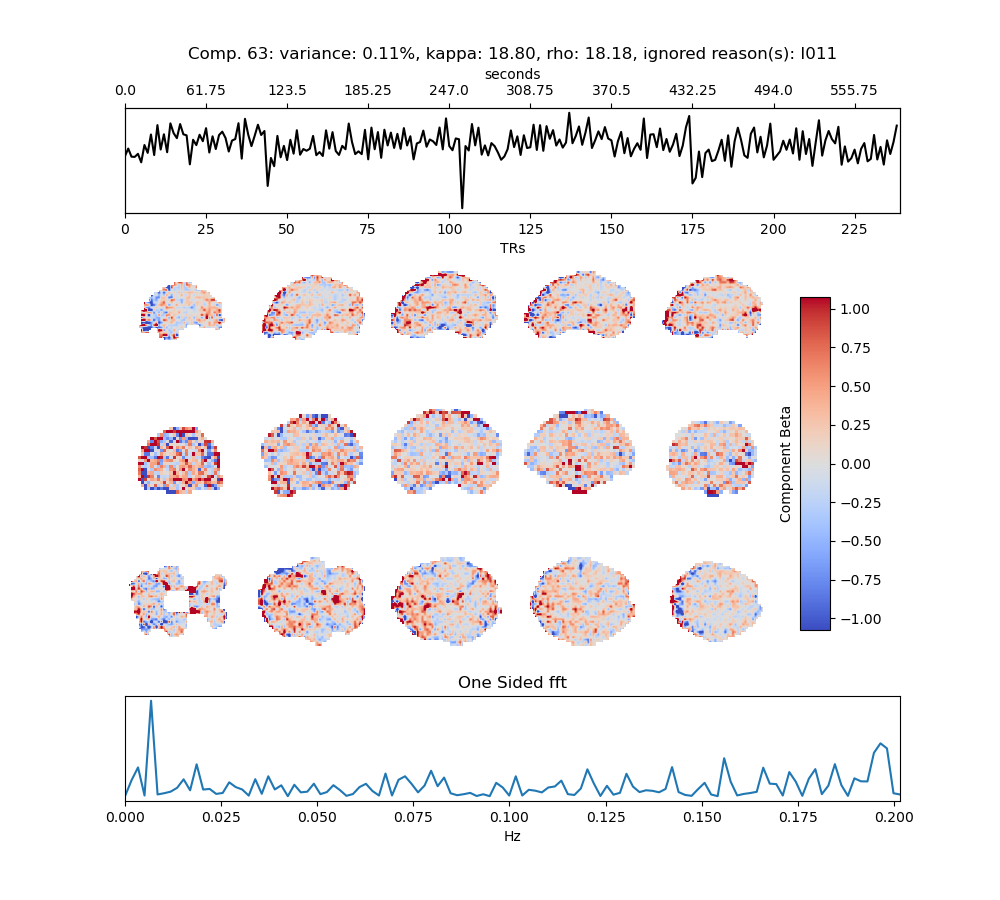 Comp. 63: variance: 0.11%, kappa: 18.80, rho: 18.18, ignored reason(s): I011
seconds
0.0 61.75 123.5 185.25 247.0 308.75 370.5 432.25 494.0 555.75
0 25 50 75 100 125 150 175 200 225
TRs
1.00
0.75
0.50
0.25
0.00
−0.25
−0.50
−0.75
−1.00
Component Beta
One Sided fft
0.000 0.025 0.050 0.075 0.100 0.125 0.150 0.175 0.200
Hz